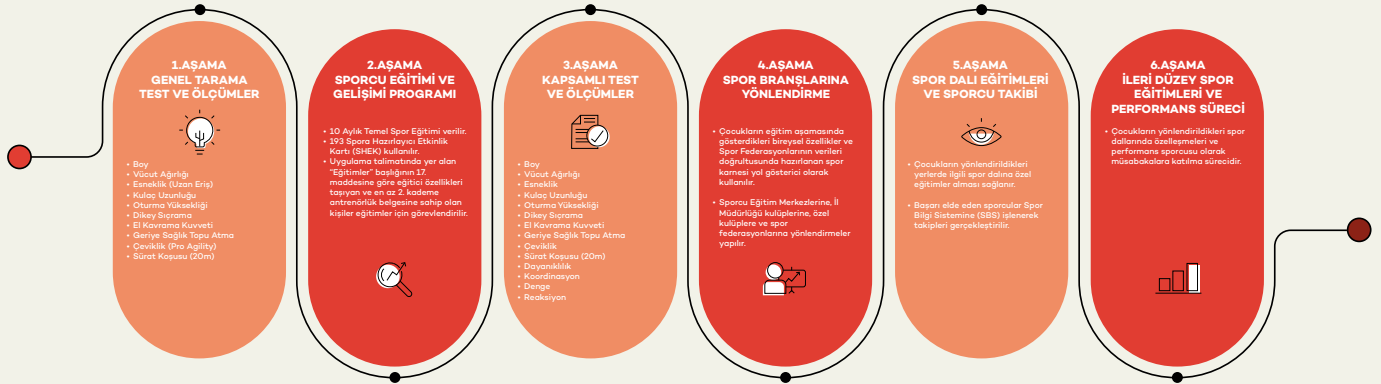 1.AŞAMA
GENEL TARAMA
TEST VE ÖLÇÜMLER
• Boy
• Vücut Ağırlığı
• Esneklik (Uzan Eriş)
• Kulaç Uzunluğu
• Oturma Yüksekliği
• Dikey Sıçrama
• El Kavrama Kuvveti
• Geriye Sağlık Topu Atma
• Çeviklik (Pro Agility)
• Sürat Koşusu (20m)
2.AŞAMA
SPORCU EĞİTİMİ VE
GELİŞİMİ PROGRAMI
• 10 Aylık Temel Spor Eğitimi verilir.
• 193 Spora Hazırlayıcı Etkinlik
Kartı (SHEK) kullanılır.
• Uygulama talimatında yer alan
"Eğitimler" başlığının 17.
maddesine göre eğitici özellikleri
taşıyan ve en az 2. kademe
antrenörlük belgesine sahip olan
kişiler eğitimler için görevlendirilir.
3.AŞAMA
KAPSAMLI TEST
VE ÖLÇÜMLER
• Boy
• Vücut Ağırlığı
• Esneklik
• Kulaç Uzunluğu
• Oturma Yüksekliği
• Dikey Sıçrama
• El Kavrama Kuvveti
• Geriye Sağlık Topu Atma
• Çeviklik
• Sürat Koşusu (20m)
• Dayanıklılık
• Koordinasyon
• Denge
• Reaksiyon
4.AŞAMA
SPOR BRANŞLARINA
YÖNLENDİRME
• Çocukların eğitim aşamasında
gösterdikleri bireysel özellikler ve
Spor Federasyonlarının verileri
doğrultusunda hazırlanan spor
karnesi yol gösterici olarak
kullanılır.
• Sporcu Eğitim Merkezlerine, İl
Müdürlüğü kulüplerine, özel
kulüplere ve spor
federasyonlarına yönlendirmeler
yapılır.
5.AŞAMA
SPOR DALI EĞİTİMLERİ
VE SPORCU TAKİBİ
• Çocukların yönlendirildikleri
yerlerde ilgili spor dalına özel
eğitimler alması sağlanır.
• Başarı elde eden sporcular Spor
Bilgi Sistemine (SBS) işlenerek
takipleri gerçekleştirilir.
6.AŞAMA
İLERİ DÜZEY SPOR
EĞİTİMLERİ VE
PERFORMANS SÜRECİ
• Çocukların yönlendirildikleri spor
dallarında özelleşmeleri ve
performans sporcusu olarak
müsabakalara katılma sürecidir.